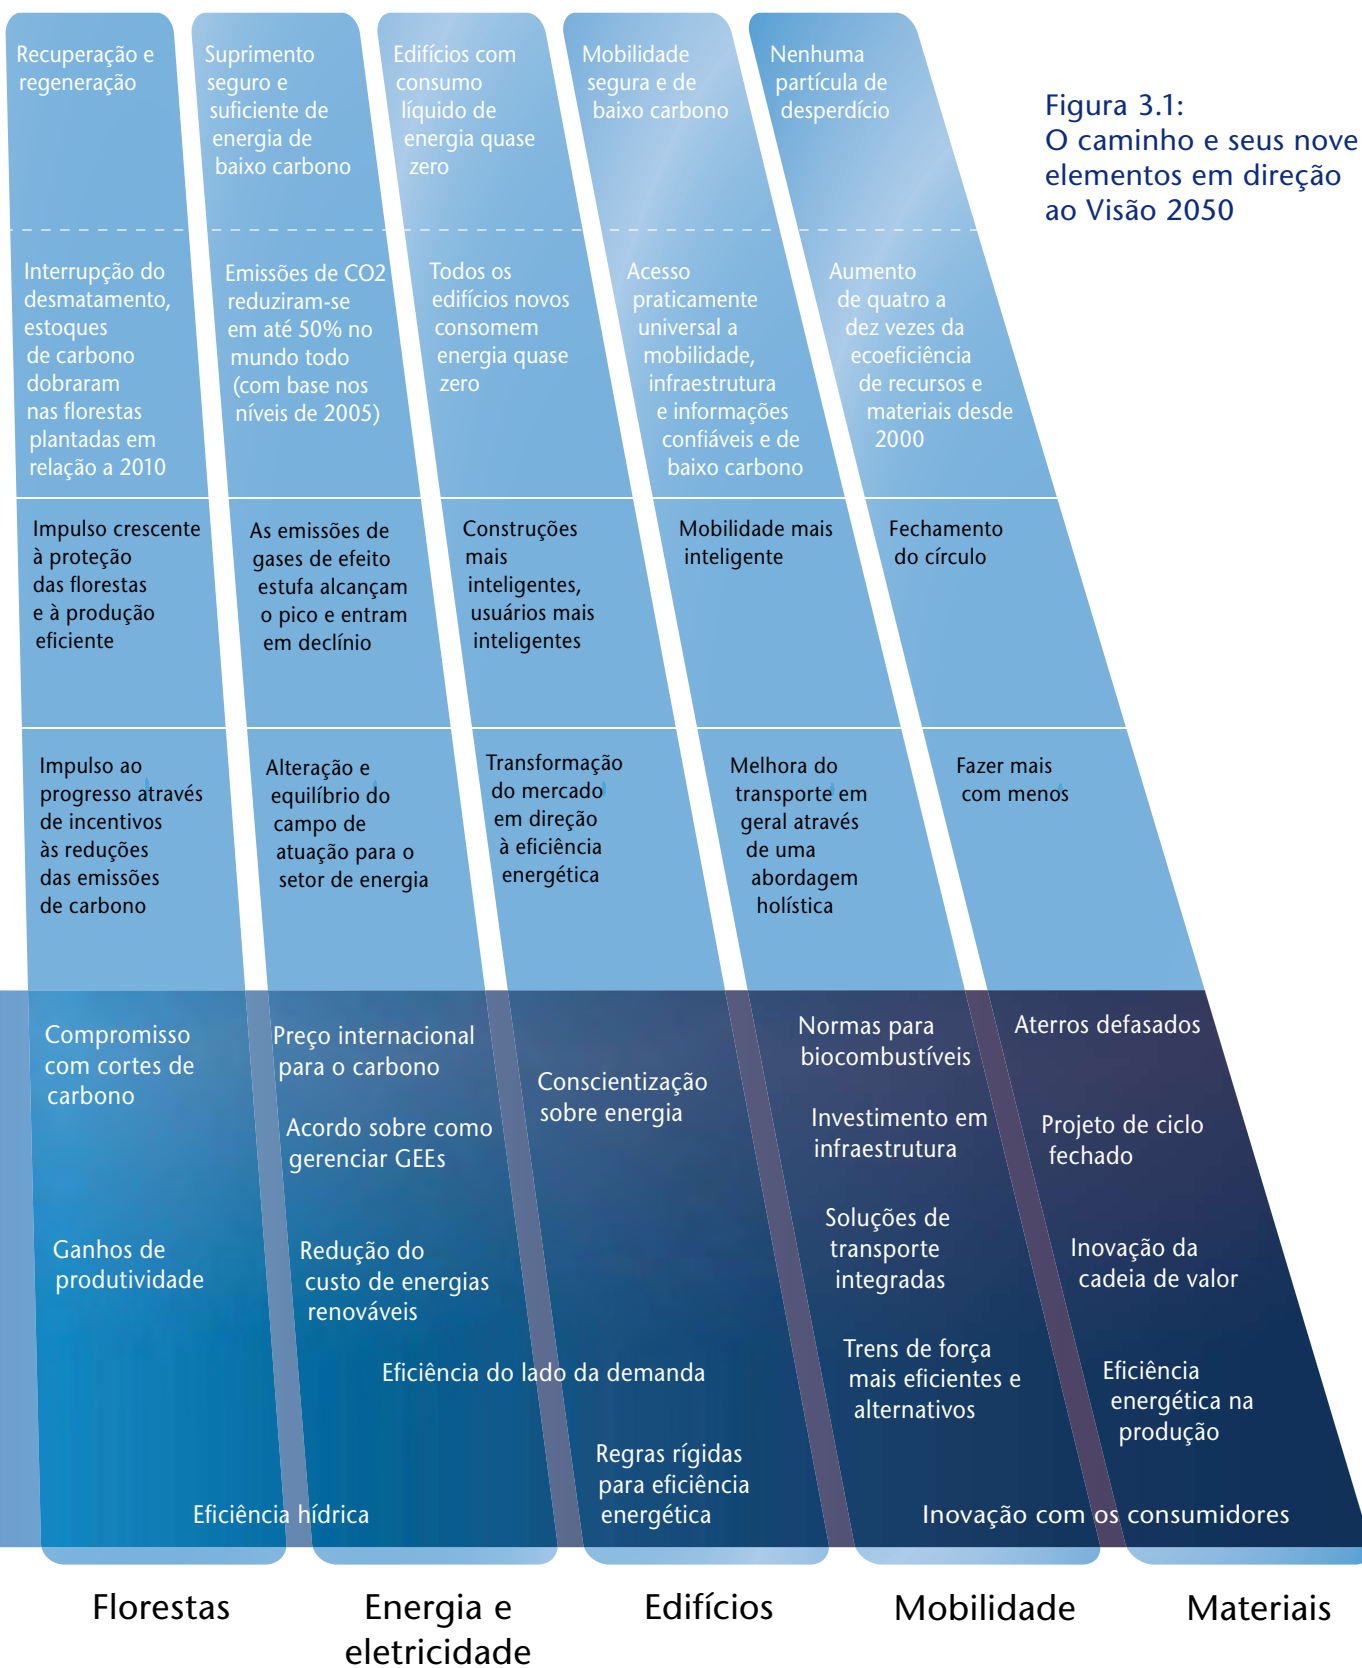 Recuperação e
regeneração
Suprimento
seguro e
suficiente de
energia de
baixo carbono
Edifícios com
consumo
líquido de
energia quase
zero
Mobilidade
segura e de
baixo carbono
Nenhuma
partícula de
desperdício
Figura 3.1:
O caminho e seus nove
elementos em direção
ao Visão 2050
Interrupção do
desmatamento,
estoques
de carbono
dobraram
nas florestas
plantadas em
relação a 2010
Emissões de CO2
reduziram-se
em até 50% no
mundo todo
(com base nos
níveis de 2005)
Todos os
edifícios novos
consomem
energia quase
zero
Acesso
praticamente
universal a
mobilidade,
infraestrutura
e informações
confiáveis e de
baixo carbono
Aumento
de quatro a
dez vezes da
ecoeficiência
de recursos e
materiais desde
2000
Impulso crescente
à proteção
das florestas
e à produção
eficiente
As emissões de
gases de efeito
estufa alcançam
o pico e entram
em declínio
Construções
mais
inteligentes,
usuários mais
inteligentes
Mobilidade mais
inteligente
Fechamento
do círculo
Impulso ao
progresso através
de incentivos
às reduções
das emissões
de carbono
Alteração e
equilíbrio do
campo de
atuação para o
setor de energia
Transformação
do mercado
em direção
à eficiência
energética
Melhora do
transporte em
geral através
de uma
abordagem
holística
Fazer mais
com menos
Compromisso
com cortes de
carbono
Ganhos de
produtividade
Preço internacional
para o carbono
Acordo sobre como
gerenciar GEEs
Redução do
custo de energias
renováveis
Conscientização
sobre energia
Eficiência do lado da demanda
Regras rígidas
para eficiência
energética
Eficiência hídrica
Normas para
biocombustíveis
Investimento em
infraestrutura
Soluções de
transporte
integradas
Trens de força
mais eficientes e
alternativos
Aterros defasados
Projeto de ciclo
fechado
Inovação da
cadeia de valor
Eficiência
energética na
produção
Inovação com os consumidores
Florestas
Energia e
eletricidade
Edifícios
Mobilidade
Materiais